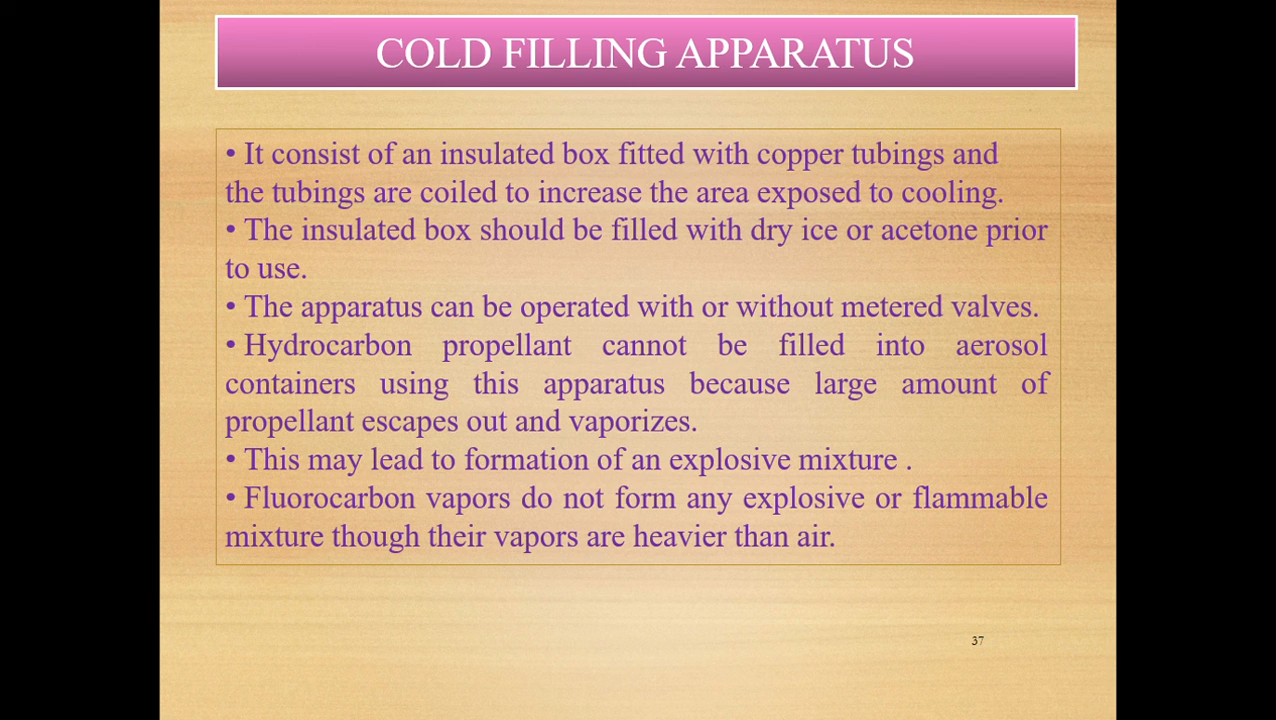 COLD FILLING APPARATUS
• It consist of an insulated box fitted with copper tubings and
the tubings are coiled to increase the area exposed to cooling.
• The insulated box should be filled with dry ice or acetone prior
to use.
• The apparatus can be operated with or without metered valves.
• Hydrocarbon propellant cannot be filled into aerosol
containers using this apparatus because large amount of
propellant escapes out and vaporizes.
• This may lead to formation of an explosive mixture .
• Fluorocarbon vapors do not form any explosive or flammable
mixture though their vapors are heavier than air.
37